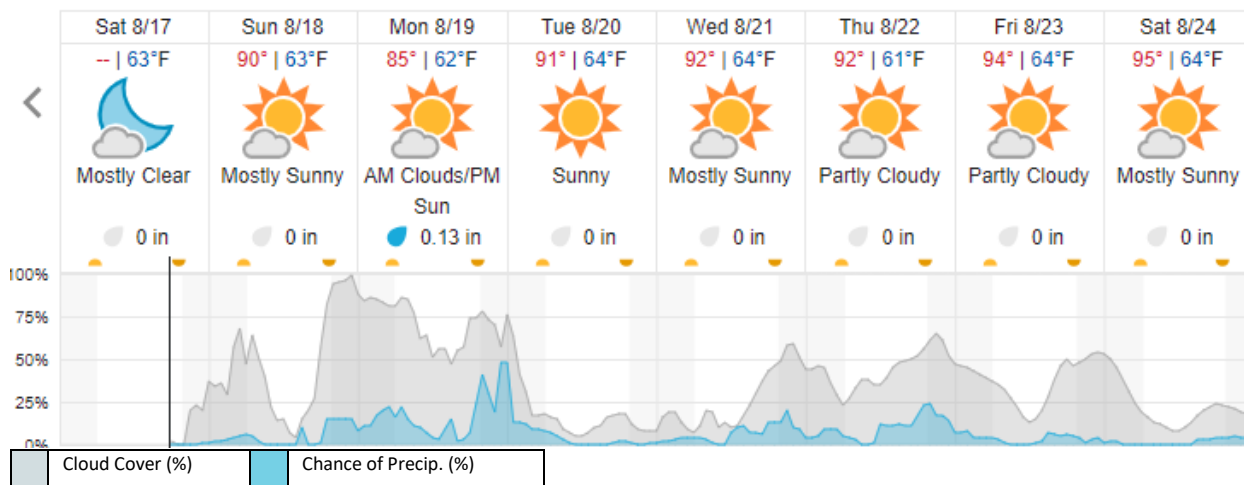 Sat 8/17 Sun 8/18 Mon 8/19 Tue 8/20 Wed 8/21 Thu 8/22 Fri 8/23 Sat 8/24
-- | 63°F 90° | 63°F 85° | 62°F 91° | 64°F 92° | 64°F 92° | 61°F 94° | 64°F 95° | 64°F
Mostly Clear Mostly Sunny AM Clouds/PM Sunny Mostly Sunny Partly Cloudy Partly Cloudy Mostly Sunny
Sun
0 in 0 in 0.13 in 0 in 0 in 0 in 0 in 0 in
100%
75%
50%
25%
0%
Cloud Cover (%) Chance of Precip. (%)